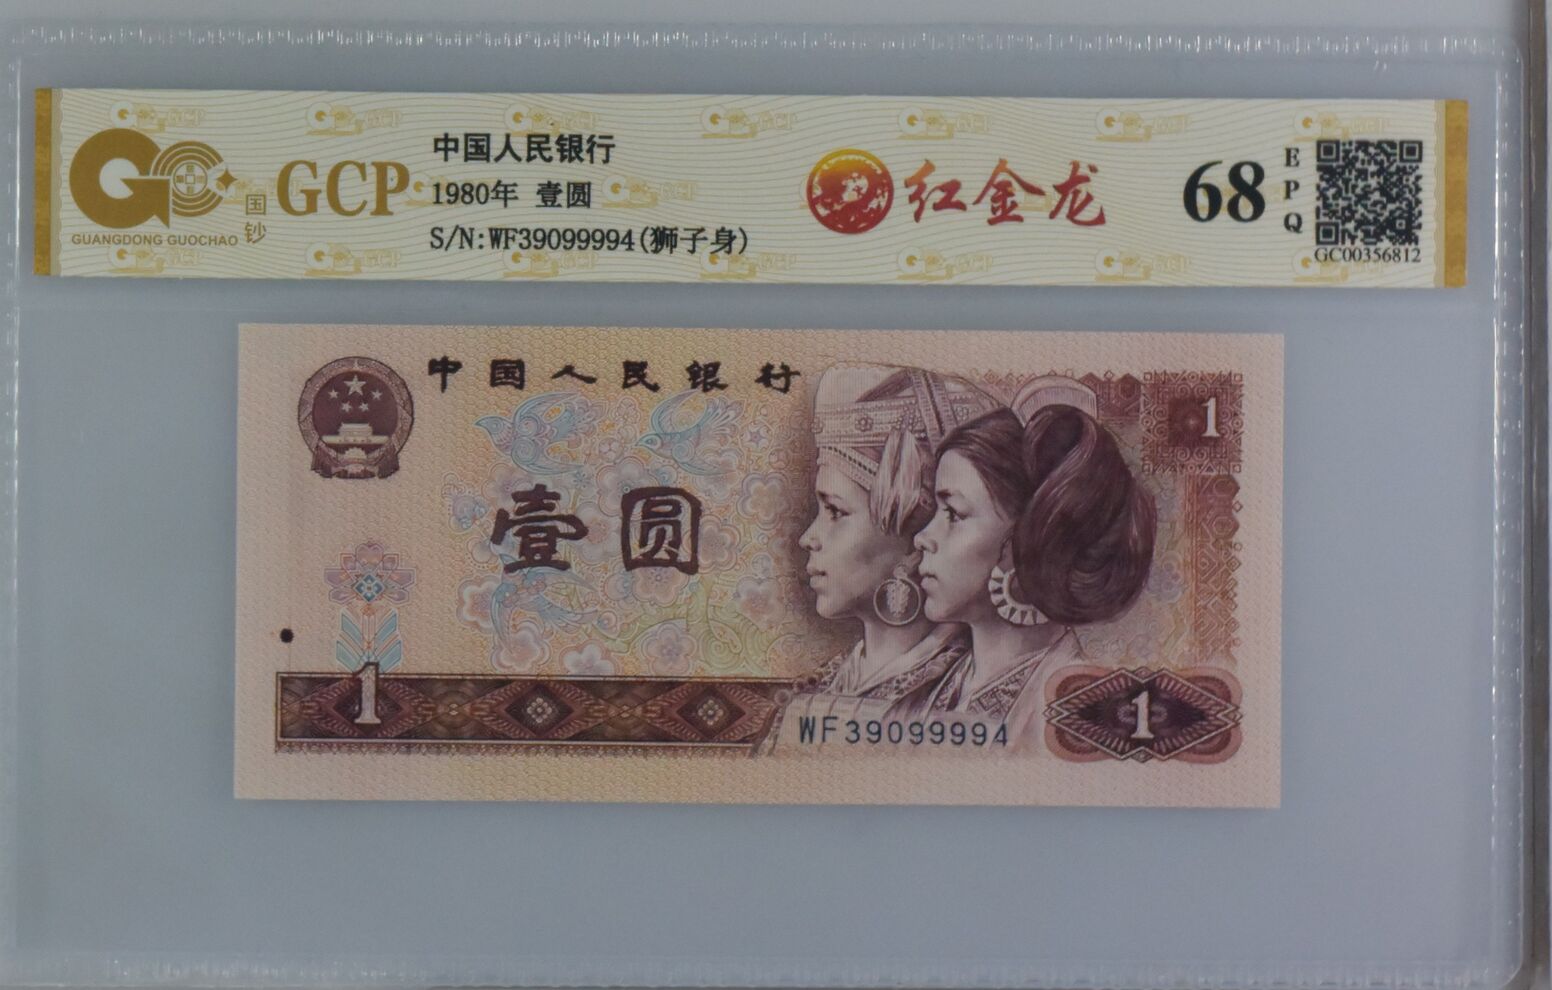 GCP
国钞
GUANGDONG GUOCHAO
中国人民银行
1980年 壹圆
S/N:WF39099994(狮子身)
红金龙
68
EPQ
GC00356812
中国人民银行
1
壹圆
1
WF39099994
1